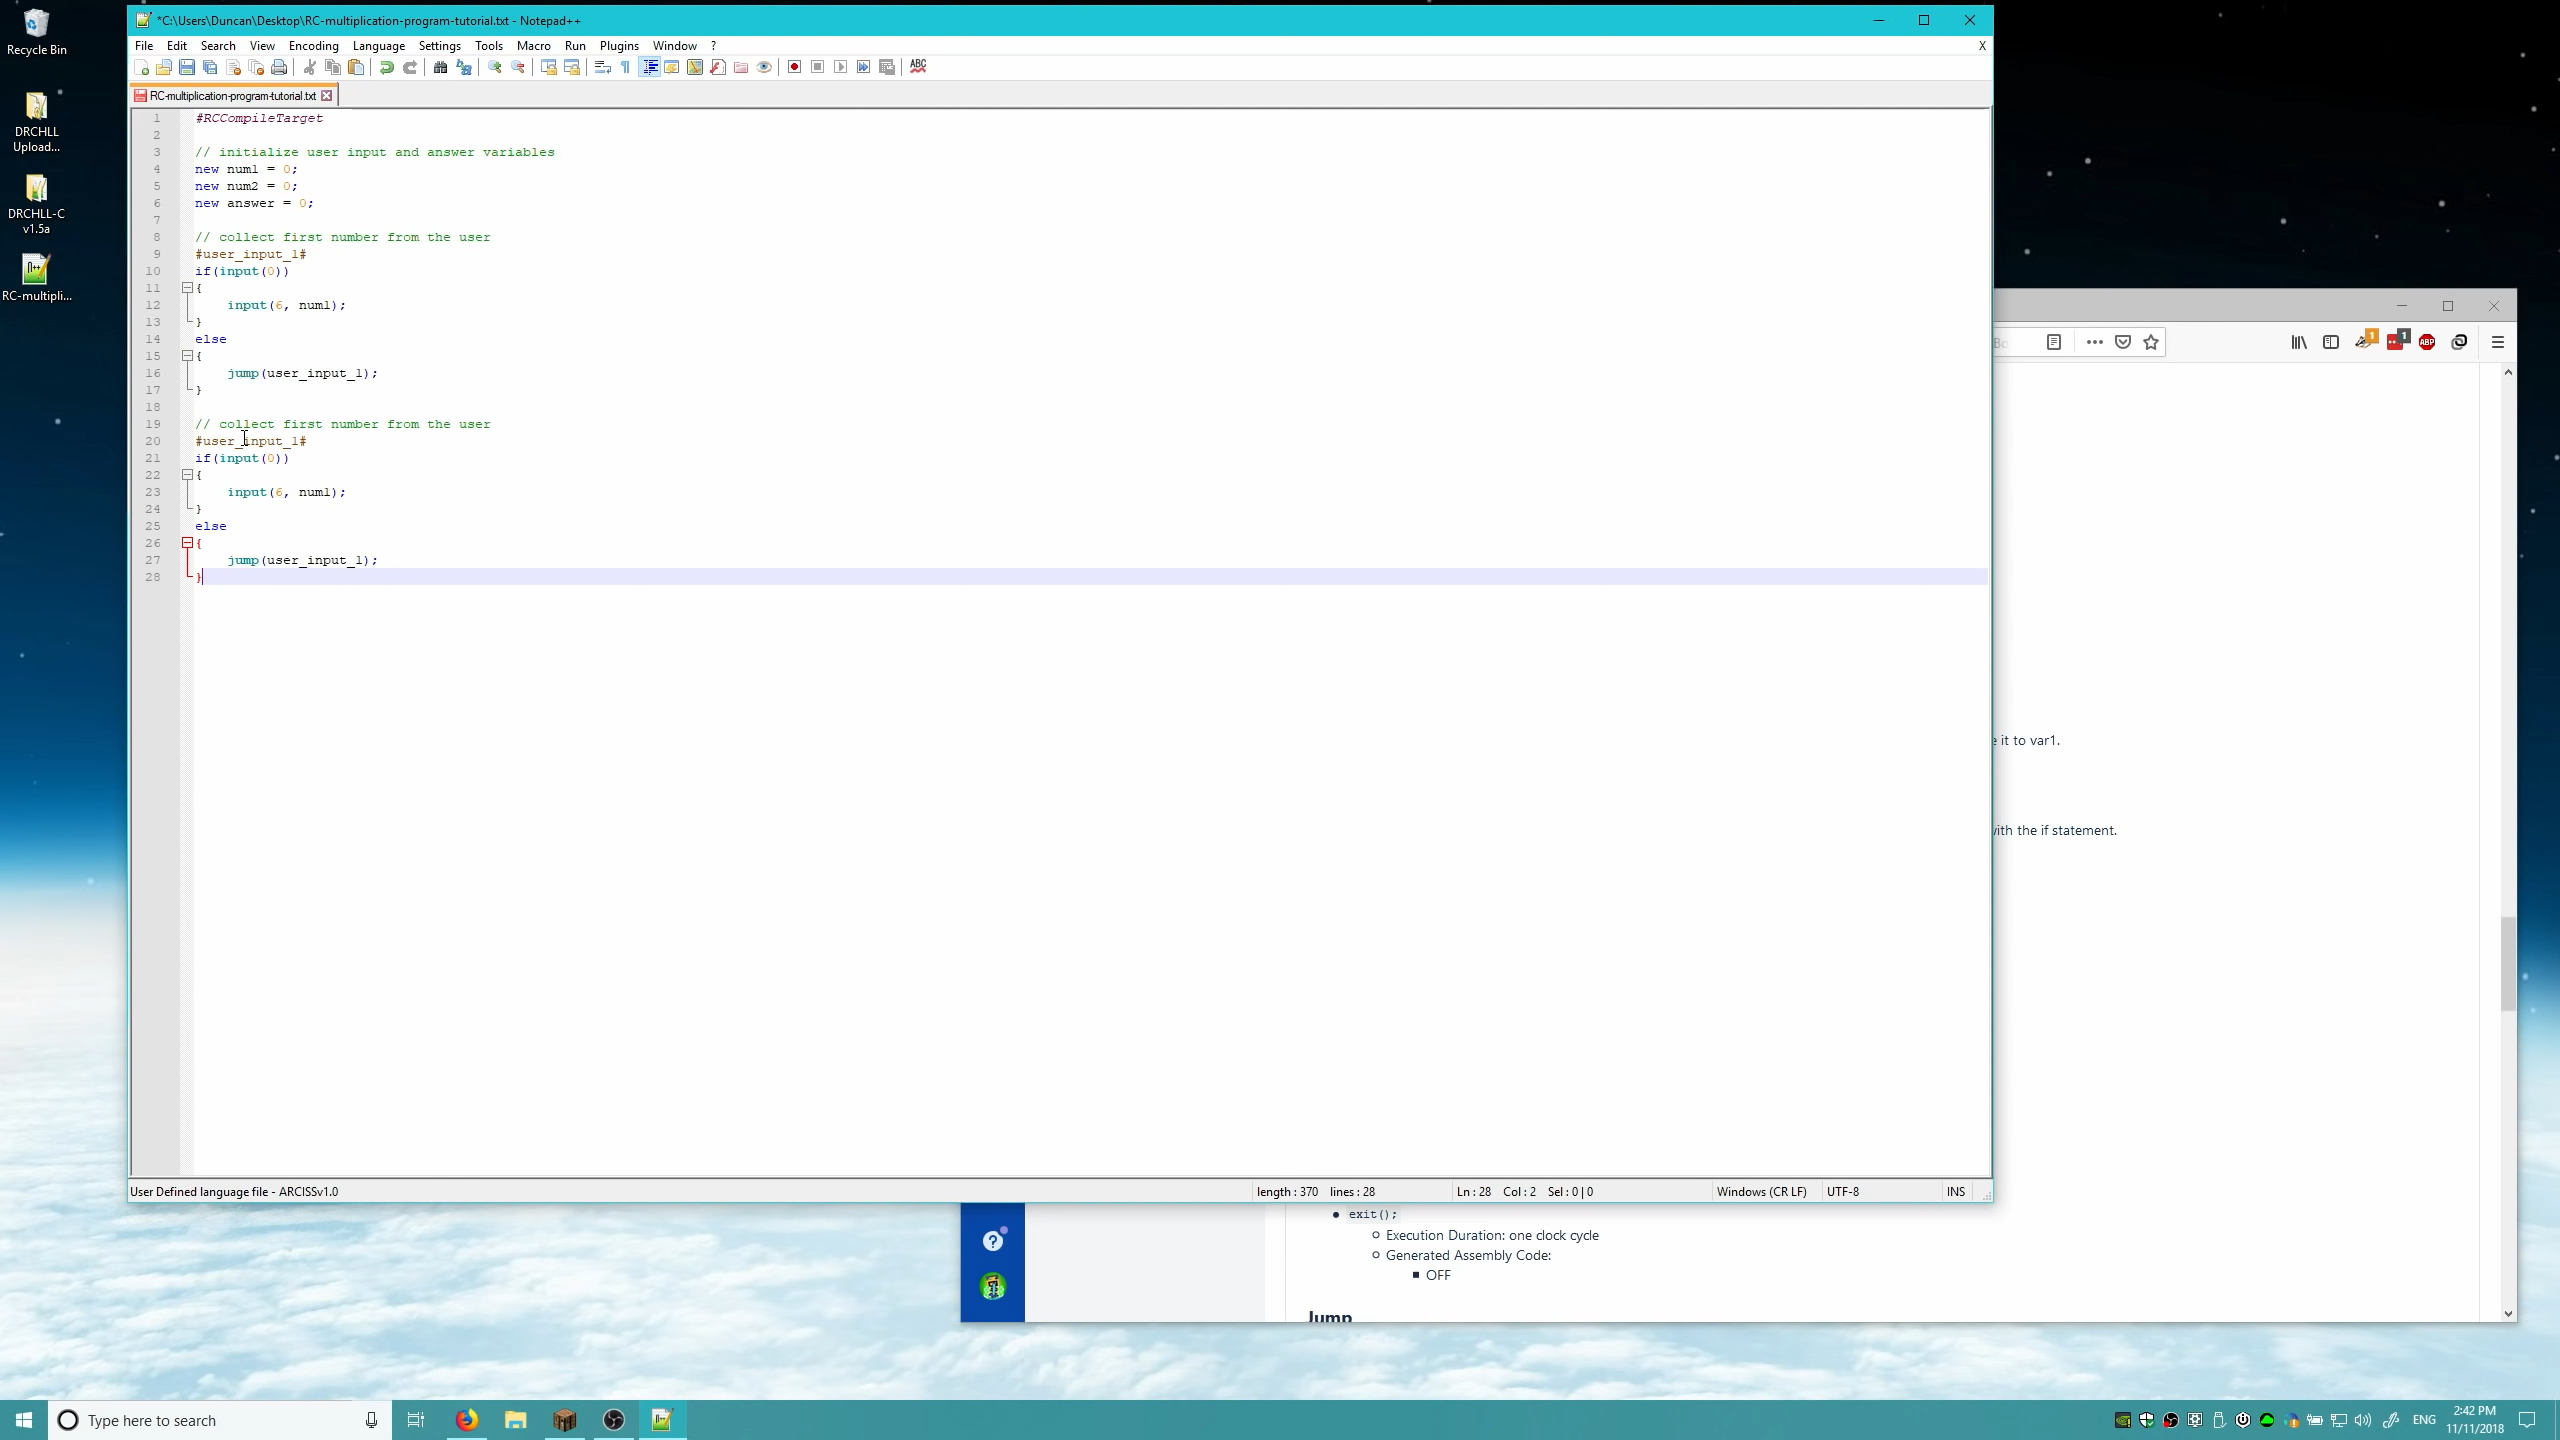 Recycle Bin
DRCHLL
Upload...
DRCHLL-C
v1.5a
RC-multipli...
*C:\Users\Duncan\Desktop\RC-multiplication-program-tutorial.txt - Notepad++
File Edit Search View Encoding Language Settings Tools Macro Run Plugins Window ?
X
ABC
RC-multiplication-program-tutorial.txt
1 #RCCompileTarget
2
3 // initialize user input and answer variables
4 new num1 = 0;
5 new num2 = 0;
6 new answer = 0;
7
8 // collect first number from the user
9 #user_input_1#
10 if(input(0))
11 {
12 input(6, num1);
13 }
14 else
15 {
16 jump(user_input_1);
17 }
18
19 // collect first number from the user
20 #user_input_1#
21 if(input(0))
22 {
23 input(6, num1);
24 }
25 else
26 {
27 jump(user_input_1);
28 }
ABP
1
1
it to var1.
with the if statement.
User Defined language file - ARCISSv1.0
length : 370 lines : 28
Ln : 28 Col : 2 Sel : 0 | 0
Windows (CR LF)
UTF-8
INS
exit();
Execution Duration: one clock cycle
Generated Assembly Code:
OFF
Jump
Type here to search
ENG
2:42 PM
11/11/2018